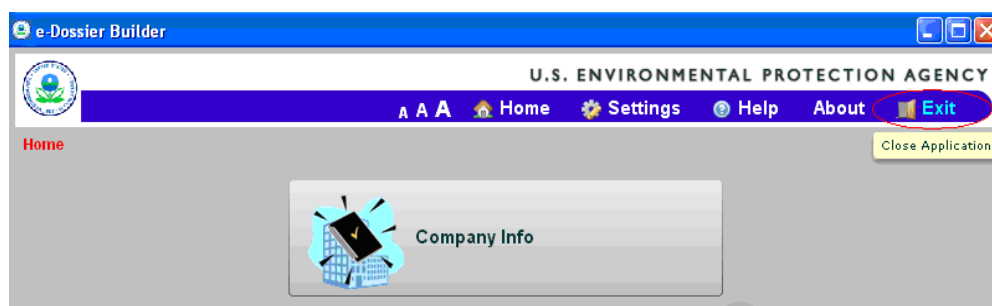 e-Dossier Builder
U.S. ENVIRONMENTAL PROTECTION AGENCY
A A A Home Settings Help About Exit
Home
Close Application
Company Info